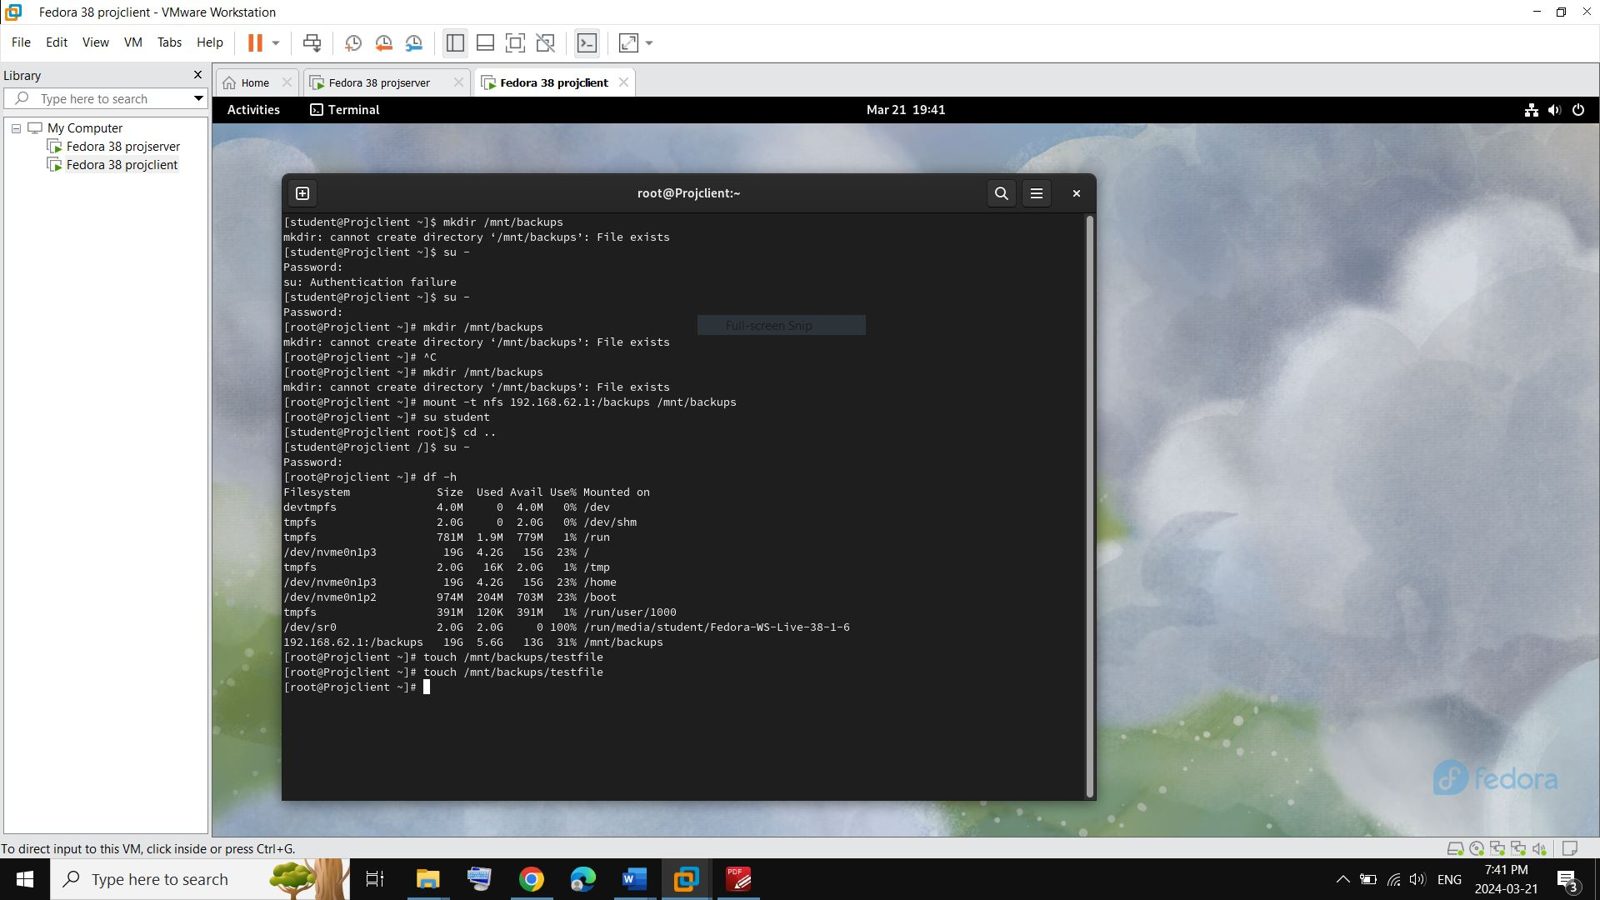 Fedora 38 projclient - VMware Workstation
File Edit View VM Tabs Help
Library
Type here to search
My Computer
Fedora 38 projserver
Fedora 38 projclient
Home
Fedora 38 projserver
Fedora 38 projclient
Activities
Terminal
Mar 21 19:41
root@Projclient:~
[student@Projclient ~]$ mkdir /mnt/backups
mkdir: cannot create directory ‘/mnt/backups’: File exists
[student@Projclient ~]$ su -
Password:
su: Authentication failure
[student@Projclient ~]$ su -
Password:
[root@Projclient ~]# mkdir /mnt/backups
Full-screen Snip
mkdir: cannot create directory ‘/mnt/backups’: File exists
[root@Projclient ~]# ^C
[root@Projclient ~]# mkdir /mnt/backups
mkdir: cannot create directory ‘/mnt/backups’: File exists
[root@Projclient ~]# mount -t nfs 192.168.62.1:/backups /mnt/backups
[root@Projclient ~]# su student
[student@Projclient root]$ cd ..
[student@Projclient /]$ su -
Password:
[root@Projclient ~]# df -h
Filesystem Size Used Avail Use% Mounted on
devtmpfs 4.0M 0 4.0M 0% /dev
tmpfs 2.0G 0 2.0G 0% /dev/shm
tmpfs 781M 1.9M 779M 1% /run
/dev/nvme0n1p3 19G 4.2G 15G 23% /
tmpfs 2.0G 16K 2.0G 1% /tmp
/dev/nvme0n1p3 19G 4.2G 15G 23% /home
/dev/nvme0n1p2 974M 204M 703M 23% /boot
tmpfs 391M 120K 391M 1% /run/user/1000
/dev/sr0 2.0G 2.0G 0 100% /run/media/student/Fedora-WS-Live-38-1-6
192.168.62.1:/backups 19G 5.6G 13G 31% /mnt/backups
[root@Projclient ~]# touch /mnt/backups/testfile
[root@Projclient ~]# touch /mnt/backups/testfile
[root@Projclient ~]#
fedora
To direct input to this VM, click inside or press Ctrl+G.
Type here to search
PDF
ENG
7:41 PM
2024-03-21
3